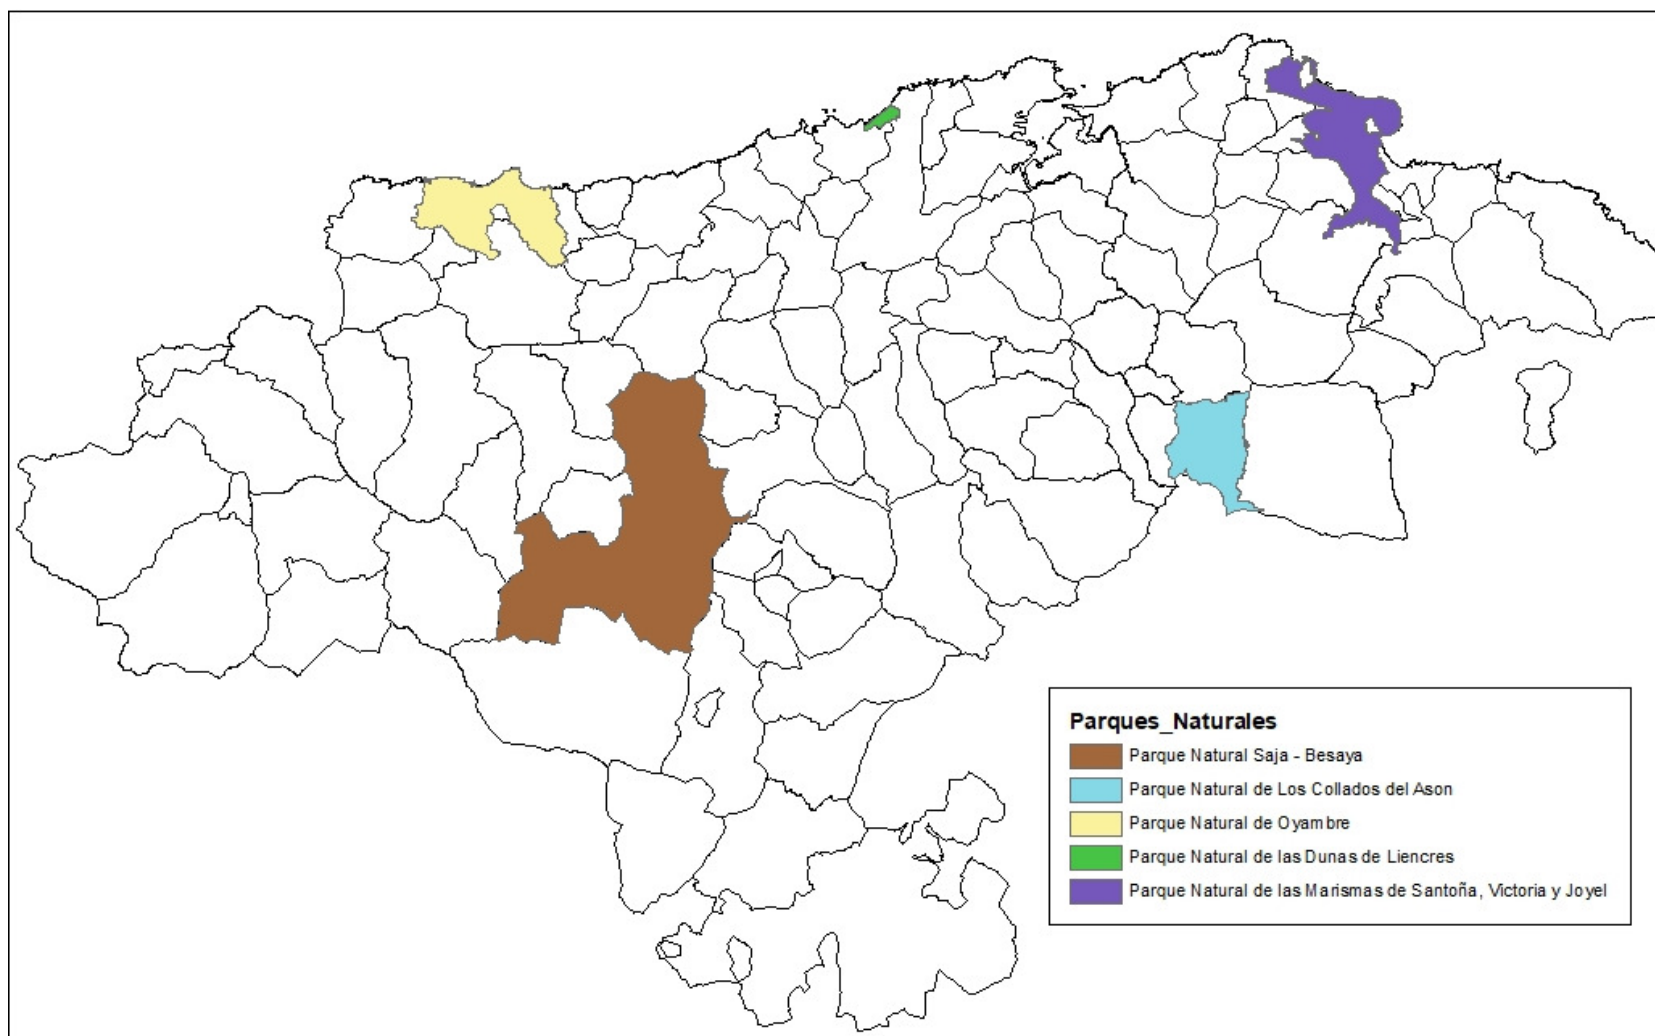 Parques_Naturales
Parque Natural Saja - Besaya
Parque Natural de Los Collados del Ason
Parque Natural de Oyambre
Parque Natural de las Dunas de Liencres
Parque Natural de las Marismas de Santoña, Victoria y Joyel